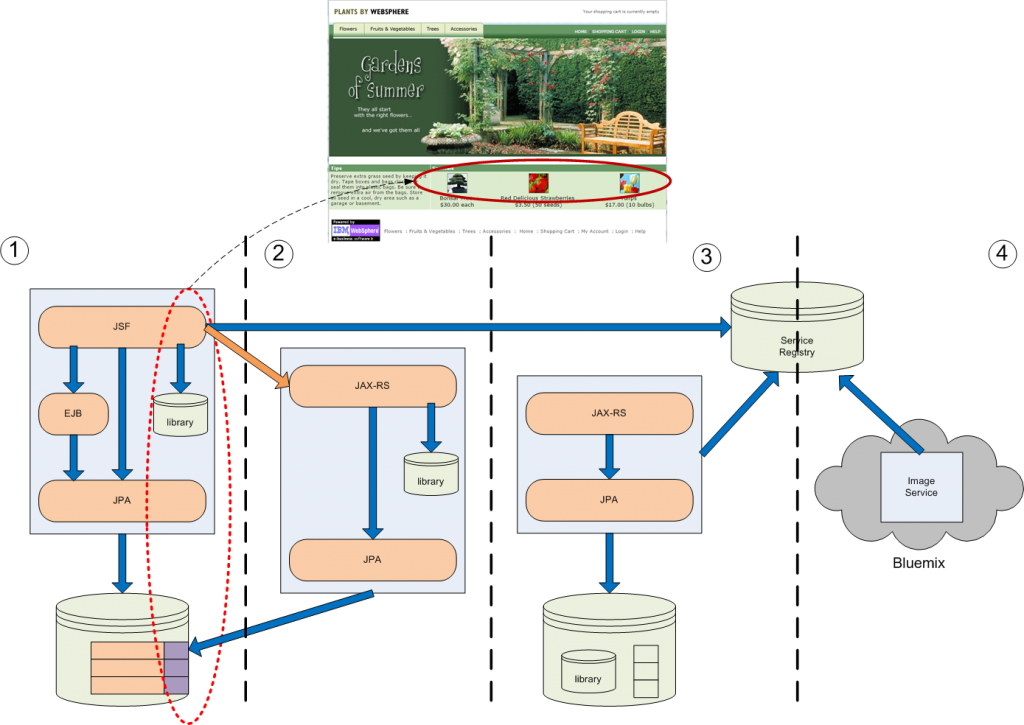 PLANTS BY WEBSPHERE
Your shopping cart is currently empty
Flowers Fruits & Vegetables Trees Accessories
HOME SHOPPING CART LOGIN HELP
Gardens
of Summer
They all start
with the right flowers...
and we've got them all
Tips
Preserve extra grass seed by keeping it
dry. Tape boxes and bags
seal them into bags. Be sure
remove extra air from the bags. Store
all seed in a cool, dry area such as a
garage or basement.
Bonsai
$30.00 each
Red Delicious Strawberries
$3.50 (50 seeds)
Tulips
$17.00 (10 bulbs)
Powered by
IBM WebSphere
Flowers : Fruits & Vegetables : Trees : Accessories : Home : Shopping Cart : My Account : Login : Help
1
2
3
4
JSF
EJB
library
JPA
JAX-RS
library
JPA
JAX-RS
JPA
library
Service
Registry
Image
Service
Bluemix